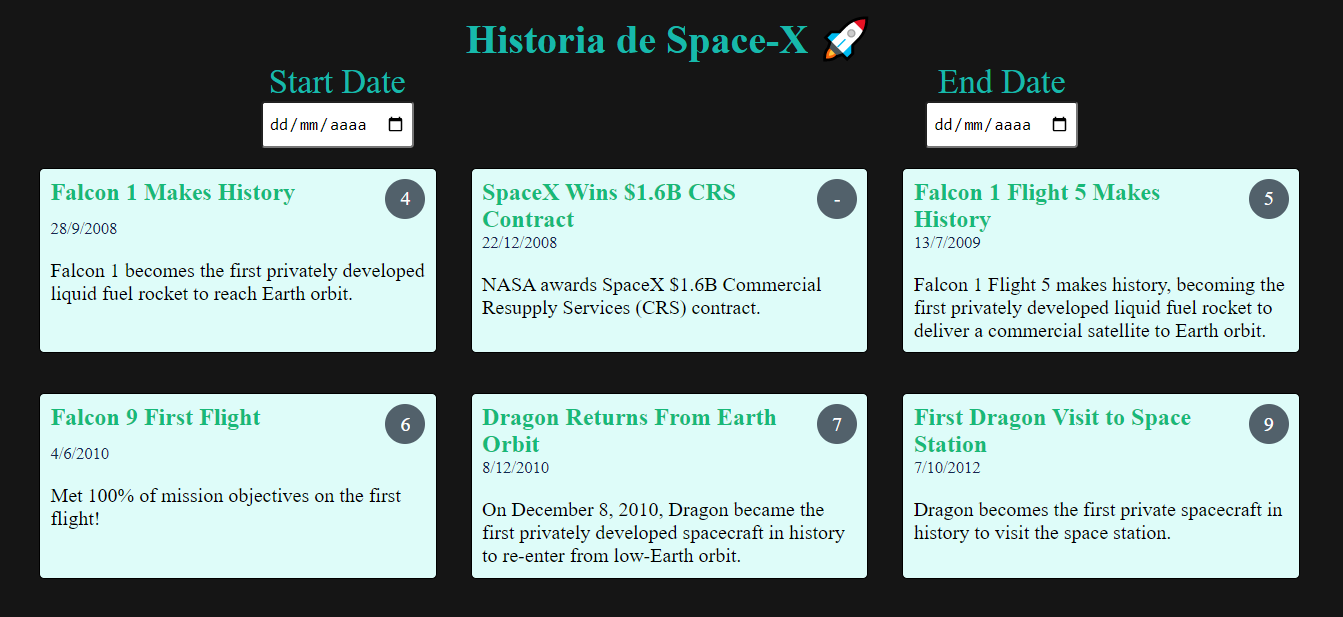 Historia de Space-X 🚀
Start Date
End Date
dd/mm/aaaa
dd/mm/aaaa
Falcon 1 Makes History
4
28/9/2008
Falcon 1 becomes the first privately developed
liquid fuel rocket to reach Earth orbit.
SpaceX Wins $1.6B CRS
Contract
-
22/12/2008
NASA awards SpaceX $1.6B Commercial
Resupply Services (CRS) contract.
Falcon 1 Flight 5 Makes
History
5
13/7/2009
Falcon 1 Flight 5 makes history, becoming the
first privately developed liquid fuel rocket to
deliver a commercial satellite to Earth orbit.
Falcon 9 First Flight
6
4/6/2010
Met 100% of mission objectives on the first
flight!
Dragon Returns From Earth
Orbit
7
8/12/2010
On December 8, 2010, Dragon became the
first privately developed spacecraft in history
to re-enter from low-Earth orbit.
First Dragon Visit to Space
Station
9
7/10/2012
Dragon becomes the first private spacecraft in
history to visit the space station.